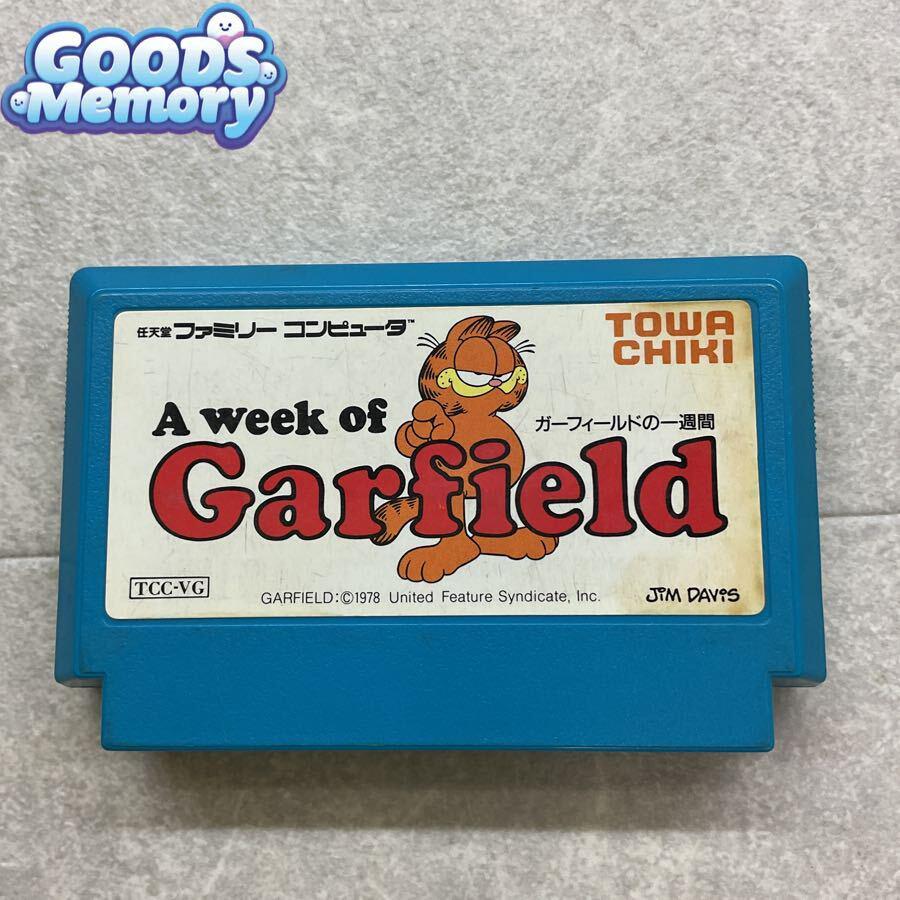 GOODS
Memory
任天堂 ファミリー コンピュータ™
TOWA
CHIKI
A week of
ガーフィールドの一週間
Garfield
TCC-VG
GARFIELD:©1978 United Feature Syndicate, Inc.
JIM DAVIS